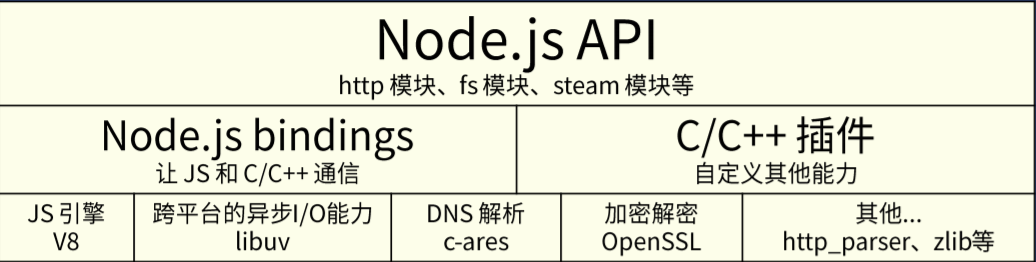 Node.js API
http 模块、fs 模块、steam 模块等
Node.js bindings
让 JS 和 C/C++ 通信
C/C++ 插件
自定义其他能力
JS 引擎
V8
跨平台的异步I/O能力
libuv
DNS 解析
c-ares
加密解密
OpenSSL
其他...
http_parser、zlib等